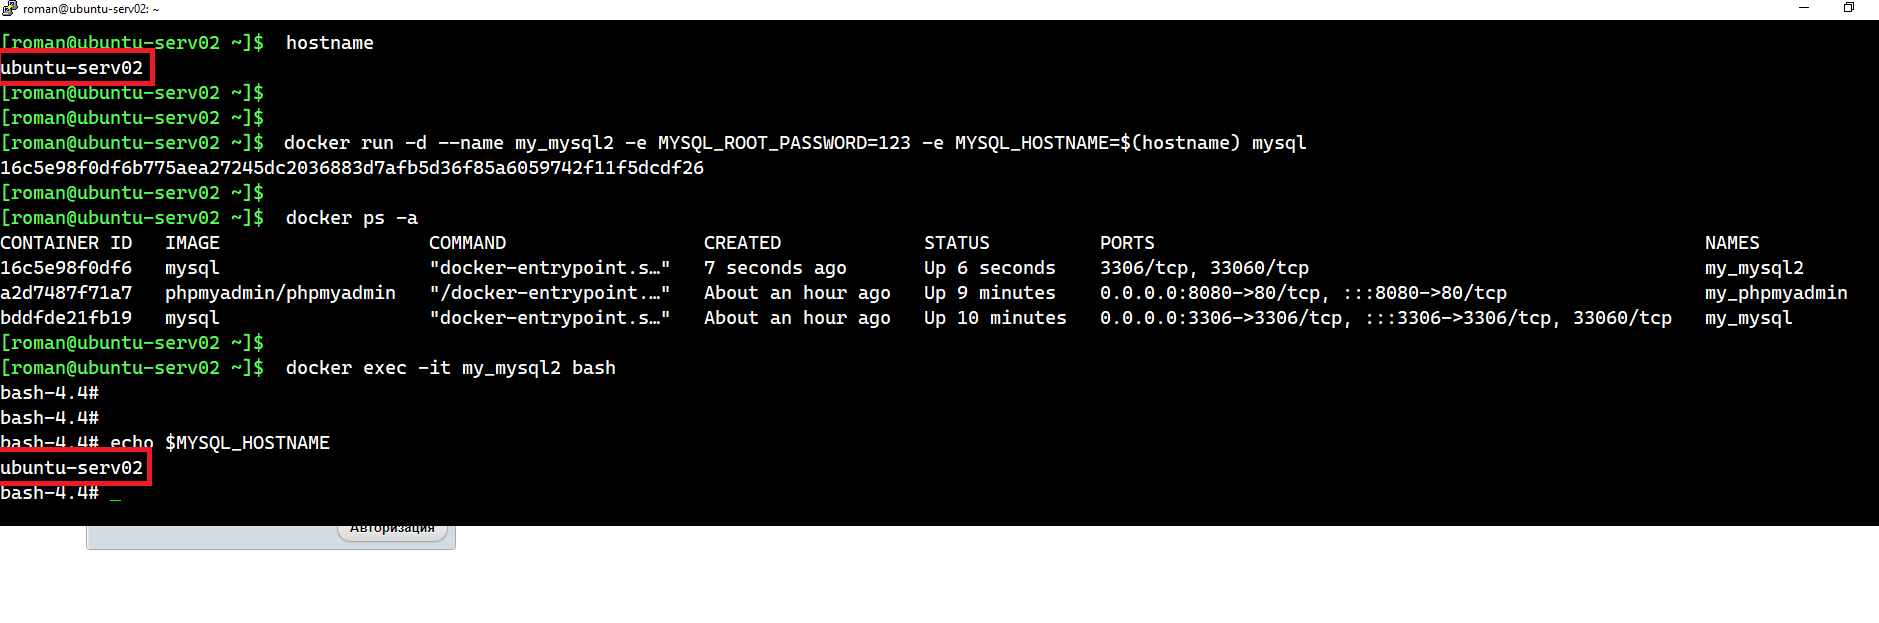 roman@ubuntu-serv02: ~
[roman@ubuntu-serv02 ~]$  hostname
ubuntu-serv02
[roman@ubuntu-serv02 ~]$
[roman@ubuntu-serv02 ~]$
[roman@ubuntu-serv02 ~]$  docker run -d --name my_mysql2 -e MYSQL_ROOT_PASSWORD=123 -e MYSQL_HOSTNAME=$(hostname) mysql
16c5e98f0df6b775aea27245dc2036883d7afb5d36f85a6059742f11f5dcdf26
[roman@ubuntu-serv02 ~]$
[roman@ubuntu-serv02 ~]$  docker ps -a
CONTAINER ID   IMAGE                   COMMAND                  CREATED             STATUS          PORTS                                                  NAMES
16c5e98f0df6   mysql                   "docker-entrypoint.s…"   7 seconds ago       Up 6 seconds    3306/tcp, 33060/tcp                                    my_mysql2
a2d7487f71a7   phpmyadmin/phpmyadmin   "/docker-entrypoint.…"   About an hour ago   Up 9 minutes    0.0.0.0:8080->80/tcp, :::8080->80/tcp                  my_phpmyadmin
bddfde21fb19   mysql                   "docker-entrypoint.s…"   About an hour ago   Up 10 minutes   0.0.0.0:3306->3306/tcp, :::3306->3306/tcp, 33060/tcp   my_mysql
[roman@ubuntu-serv02 ~]$
[roman@ubuntu-serv02 ~]$  docker exec -it my_mysql2 bash
bash-4.4#
bash-4.4#
bash-4.4# echo $MYSQL_HOSTNAME
ubuntu-serv02
bash-4.4# _
Авторизация